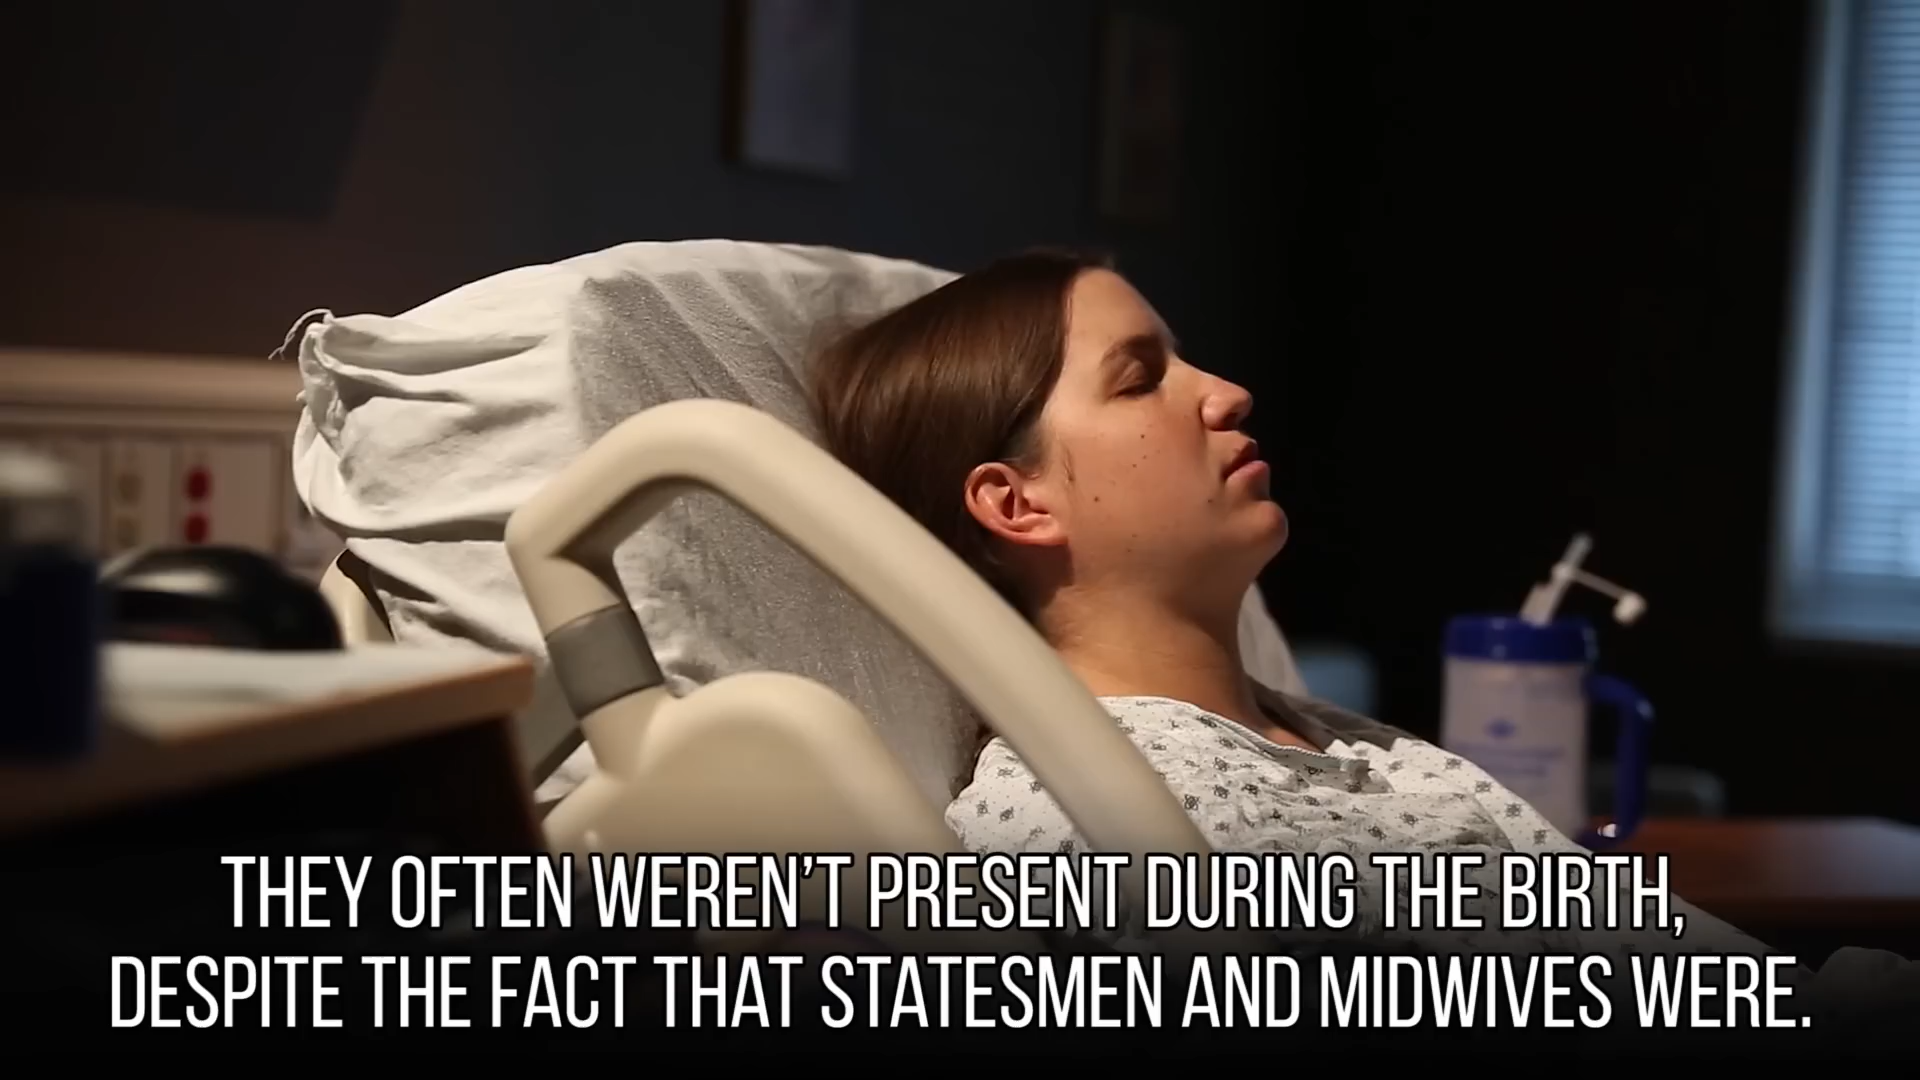 THEY OFTEN WEREN'T PRESENT DURING THE BIRTH,
DESPITE THE FACT THAT STATESMEN AND MIDWIVES WERE.